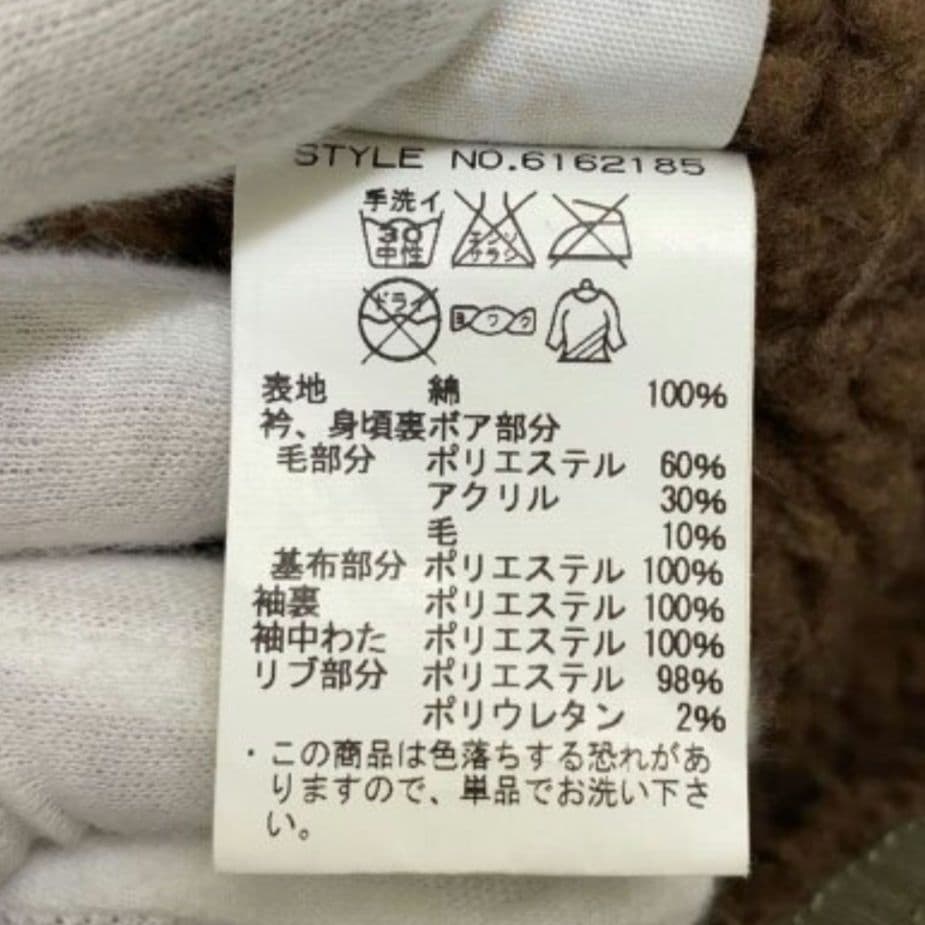 STYLE NO.6162185
手洗イ
30
中性
エンソ
サラシ
ドライ
ヨワク
表地 綿 100%
衿、身頃裏ボア部分
毛部分 ポリエステル 60%
アクリル 30%
毛 10%
基布部分 ポリエステル 100%
袖裏 ポリエステル 100%
袖中わた ポリエステル 100%
リブ部分 ポリエステル 98%
ポリウレタン 2%
・この商品は色落ちする恐れがあ
りますので、単品でお洗い下さ
い。